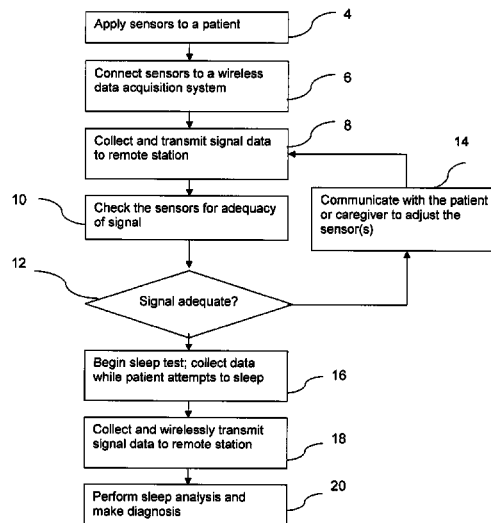 Apply sensors to a patient
4
Connect sensors to a wireless
data acquisition system
6
Collect and transmit signal data
to remote station
8
10
Check the sensors for adequacy
of signal
14
Communicate with the patient
or caregiver to adjust the
sensor(s)
12
Signal adequate?
Begin sleep test; collect data
while patient attempts to sleep
16
Collect and wirelessly transmit
signal data to remote station
18
Perform sleep analysis and
make diagnosis
20